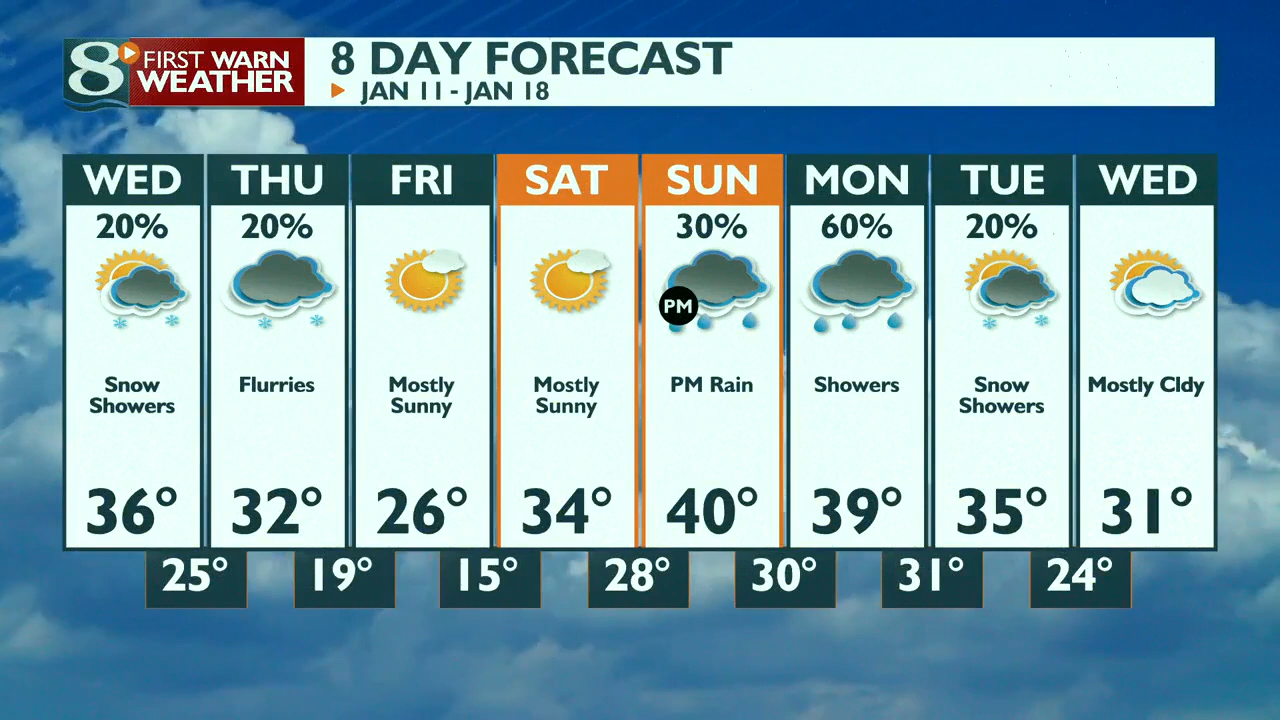 8 FIRST WARN
WEATHER
8 DAY FORECAST
JAN 11 - JAN 18
WED THU FRI SAT SUN MON TUE WED
20% 20% 30% 60% 20%
PM
Snow Showers Flurries Mostly Sunny Mostly Sunny PM Rain Showers Snow Showers Mostly Cldy
36° 32° 26° 34° 40° 39° 35° 31°
25° 19° 15° 28° 30° 31° 24°